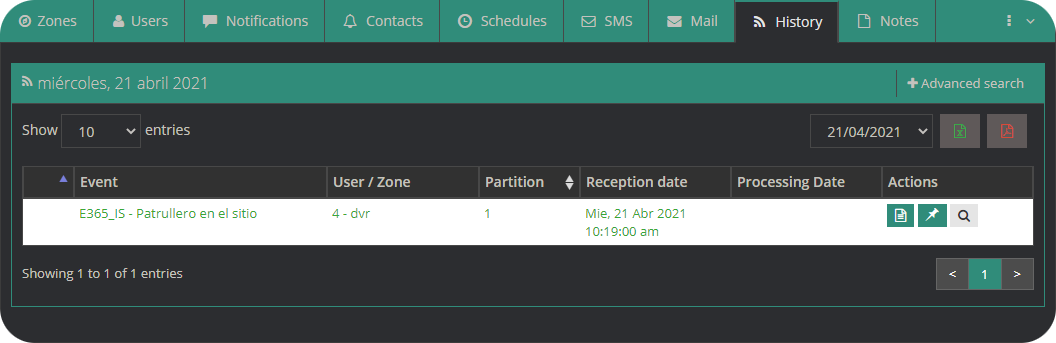 Zones Users Notifications Contacts Schedules SMS Mail History Notes
miércoles, 21 abril 2021 Advanced search
Show 10 entries 21/04/2021
Event User / Zone Partition Reception date Processing Date Actions
E365_IS - Patrullero en el sitio 4 - dvr 1 Mie, 21 Abr 2021
10:19:00 am
Showing 1 to 1 of 1 entries < 1 >